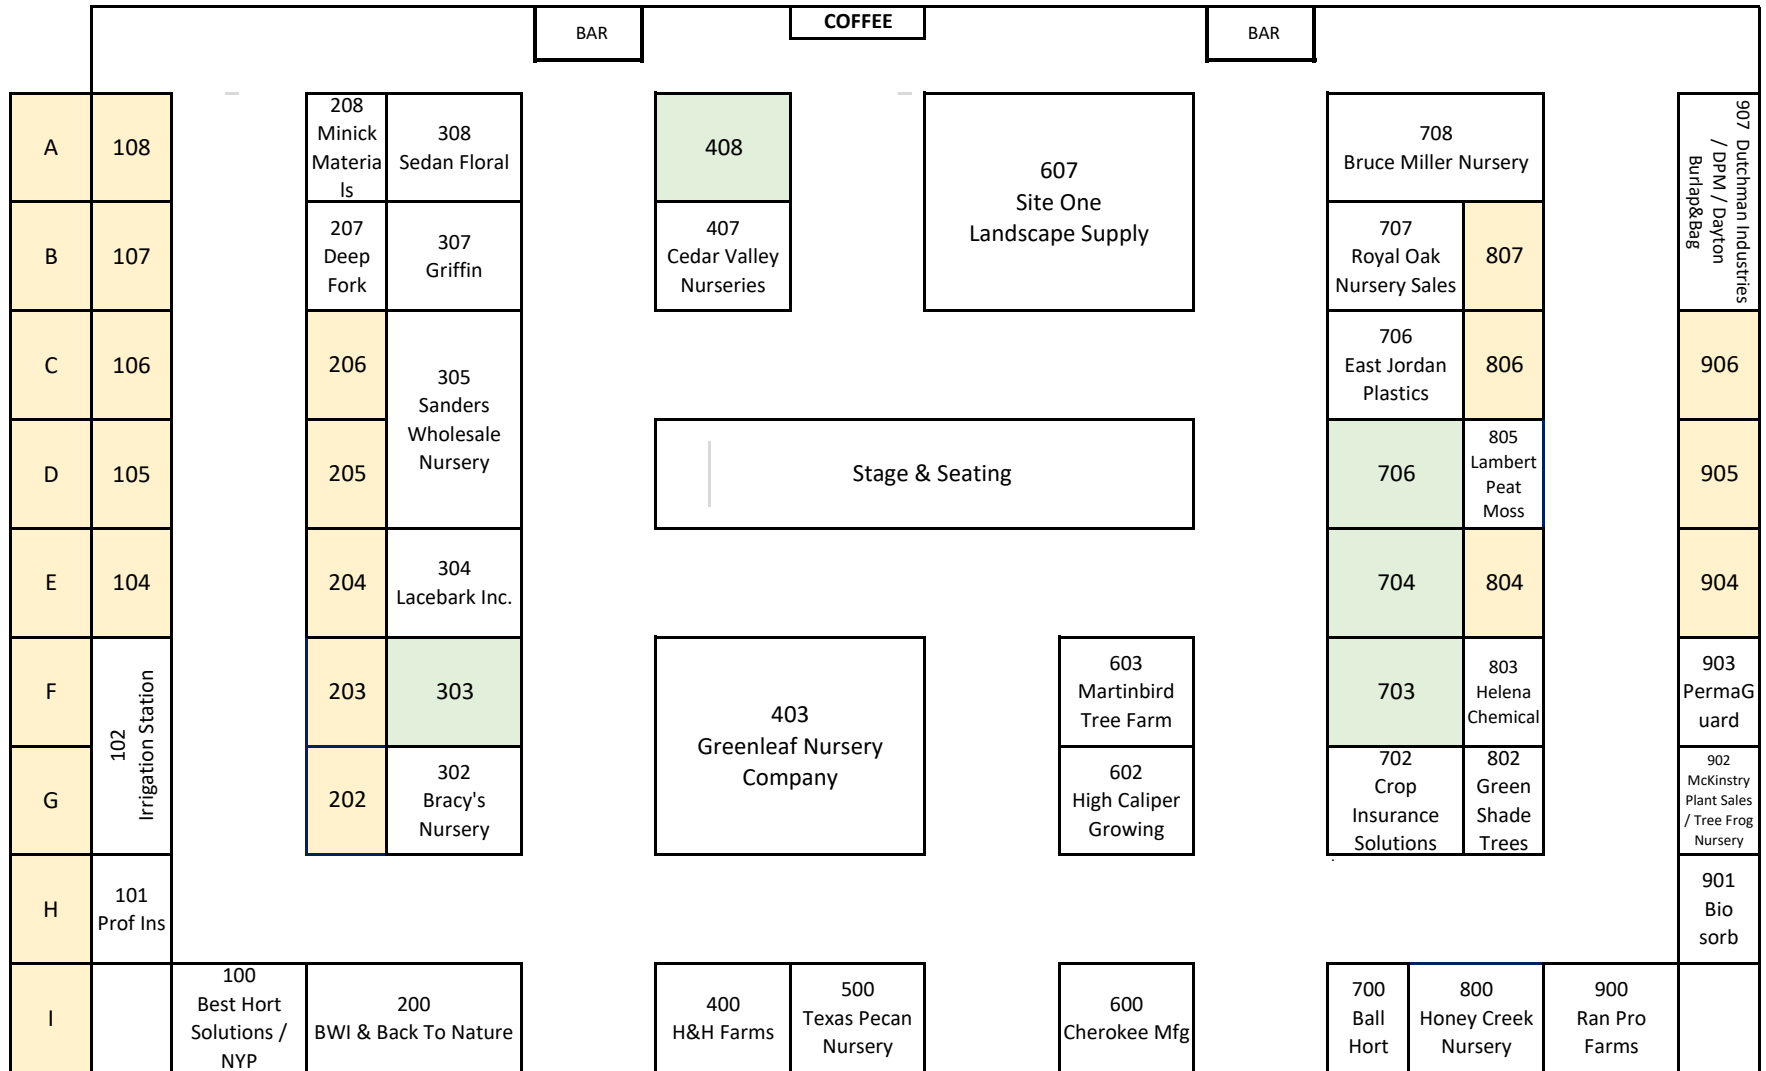 BAR
COFFEE
BAR
A
108
208
Minick
Materia
ls
308
Sedan Floral
408
607
Site One
Landscape Supply
708
Bruce Miller Nursery
907 Dutchman Industries
/ DPM / Dayton
Burlap&Bag
B
107
207
Deep
Fork
307
Griffin
407
Cedar Valley
Nurseries
707
Royal Oak
Nursery Sales
807
C
106
206
305
Sanders
Wholesale
Nursery
706
East Jordan
Plastics
806
906
D
105
205
Stage & Seating
706
805
Lambert
Peat
Moss
905
E
104
204
304
Lacebark Inc.
704
804
904
F
102
Irrigation Station
203
303
403
Greenleaf Nursery
Company
603
Martinbird
Tree Farm
703
803
Helena
Chemical
903
PermaG
uard
G
202
302
Bracy's
Nursery
602
High Caliper
Growing
702
Crop
Insurance
Solutions
802
Green
Shade
Trees
902
McKinstry
Plant Sales
/ Tree Frog
Nursery
H
101
Prof Ins
901
Bio
sorb
I
100
Best Hort
Solutions /
NYP
200
BWI & Back To Nature
400
H&H Farms
500
Texas Pecan
Nursery
600
Cherokee Mfg
700
Ball
Hort
800
Honey Creek
Nursery
900
Ran Pro
Farms